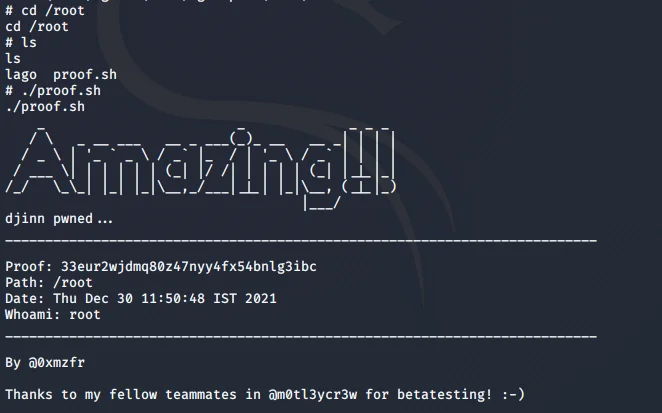 # cd /root
cd /root
# ls
ls
lago  proof.sh
# ./proof.sh
./proof.sh
Amazing!!!
djinn pwned...
Proof: 33eur2wjdmq80z47nyy4fx54bnlg3ibc
Path: /root
Date: Thu Dec 30 11:50:48 IST 2021
Whoami: root
By @0xmzfr
Thanks to my fellow teammates in @m0tl3ycr3w for betatesting! :-)